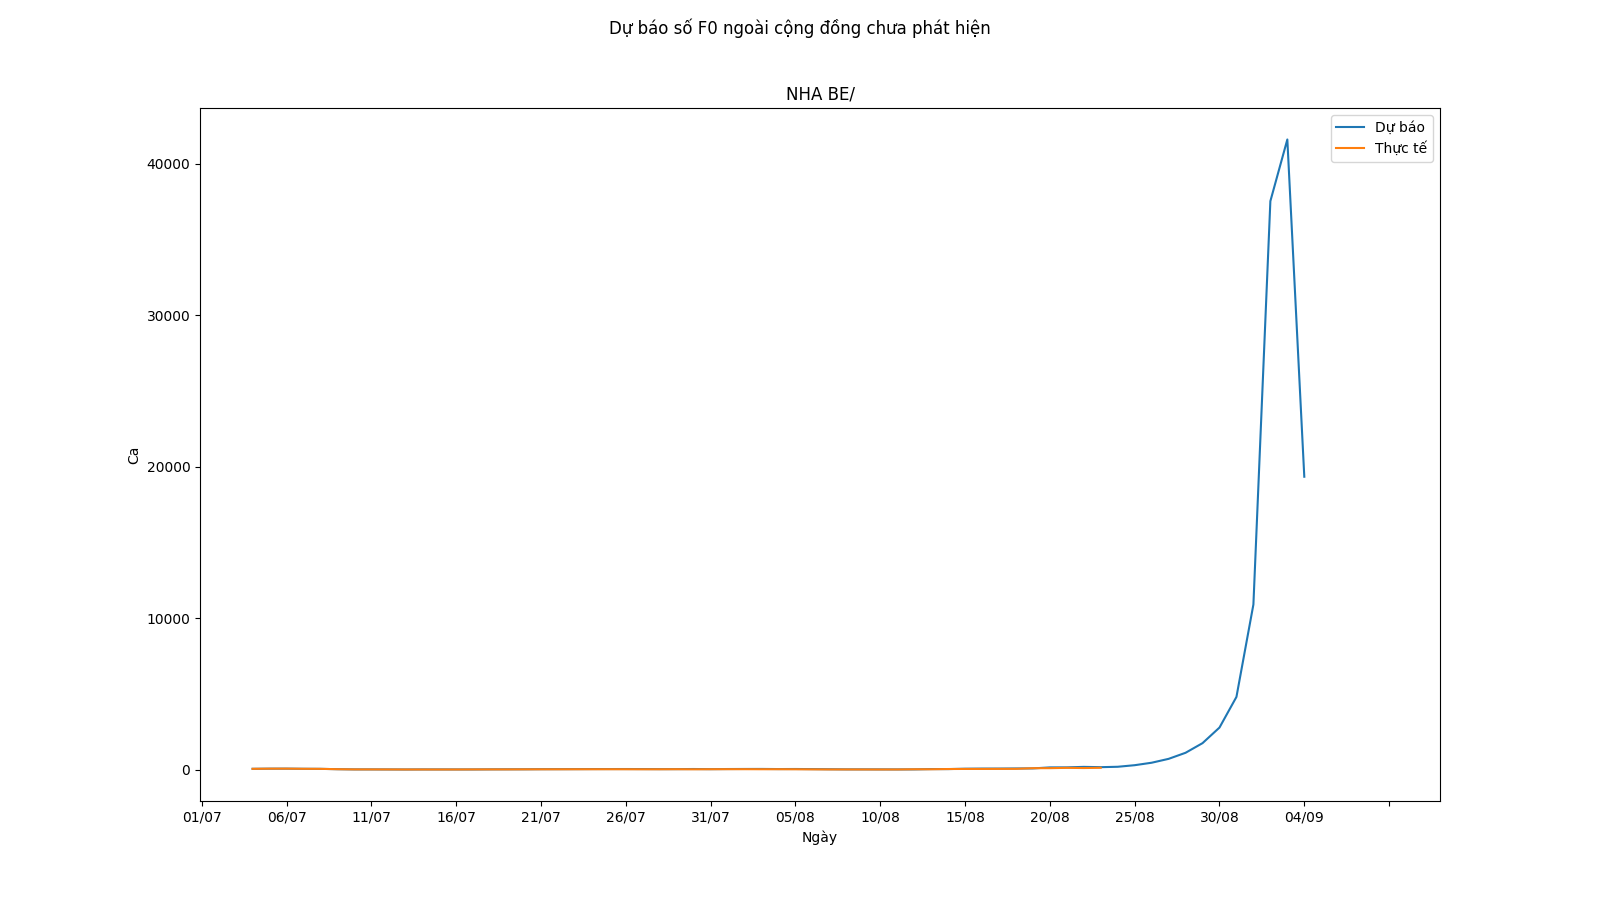 Dự báo số F0 ngoài cộng đồng chưa phát hiện
NHA BE/
Dự báo
Thực tế
40000
30000
20000
10000
0
Ca
01/07 06/07 11/07 16/07 21/07 26/07 31/07 05/08 10/08 15/08 20/08 25/08 30/08 04/09
Ngày